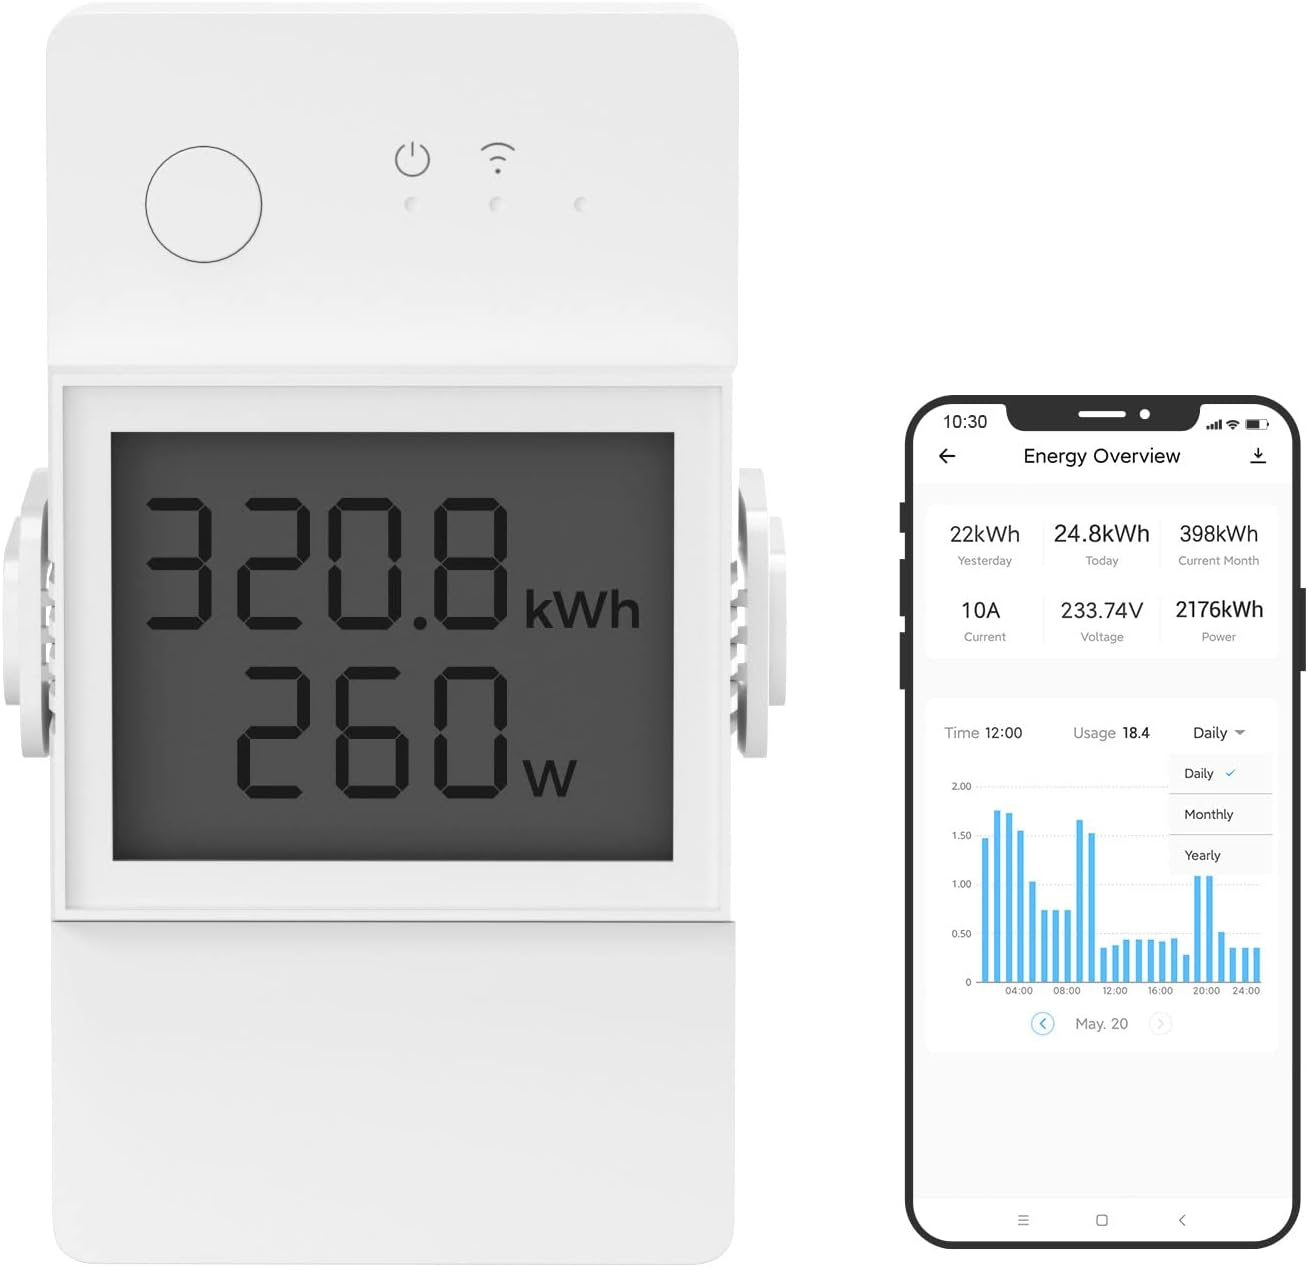 320.8 kWh
260 W
10:30
Energy Overview
22kWh 24.8kWh 398kWh
Yesterday Today Current Month
10A 233.74V 2176kWh
Current Voltage Power
Time 12:00 Usage 18.4 Daily
Daily
Monthly
Yearly
2.00
1.50
1.00
0.50
0
04:00 08:00 12:00 16:00 20:00 24:00
May. 20